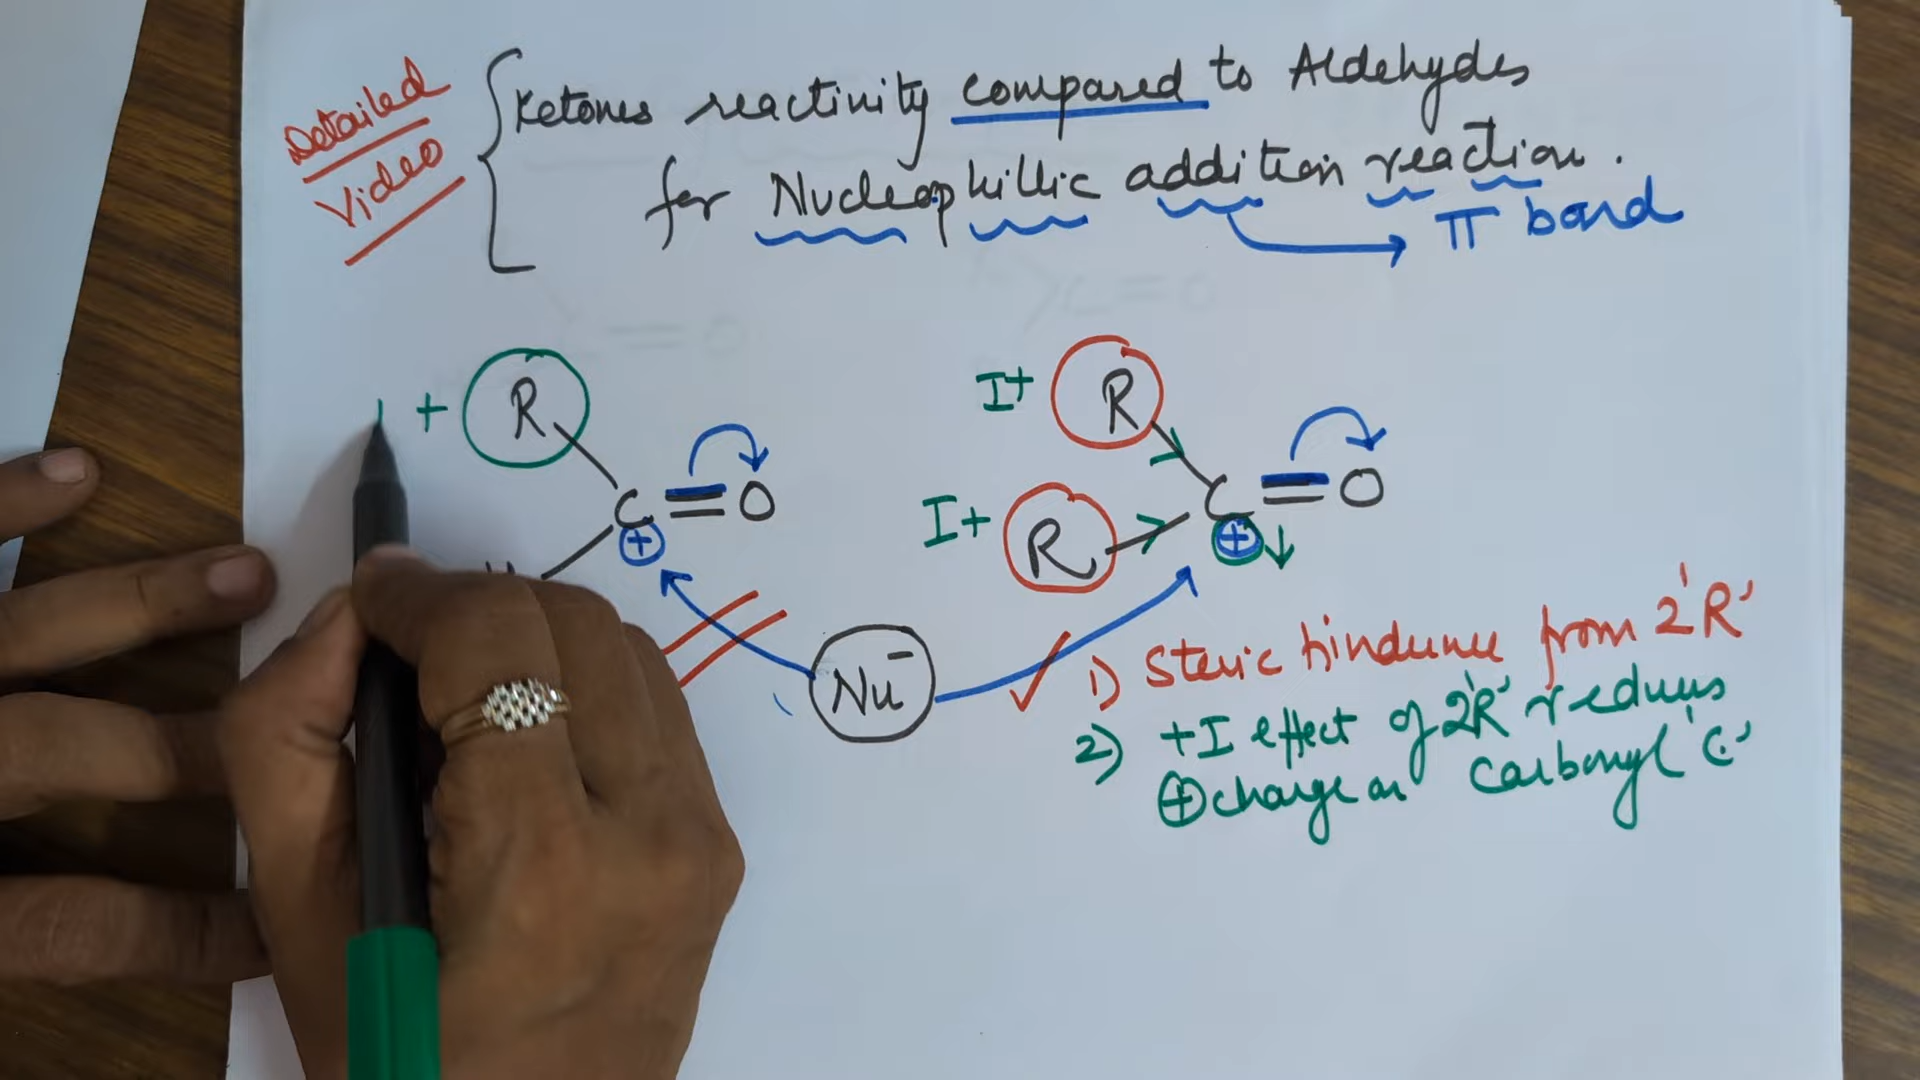 Detailed
Video
Ketones reactivity compared to Aldehydes
for Nucleophillic addition reaction.
π bond
+ R
C = O
+
I+ R
C = O
I+ R
+ ↓
Nu⁻
1) Steric hindrance from 2 'R'
2) +I effect of 2'R' reduces
⊕ charge on Carbonyl 'C'